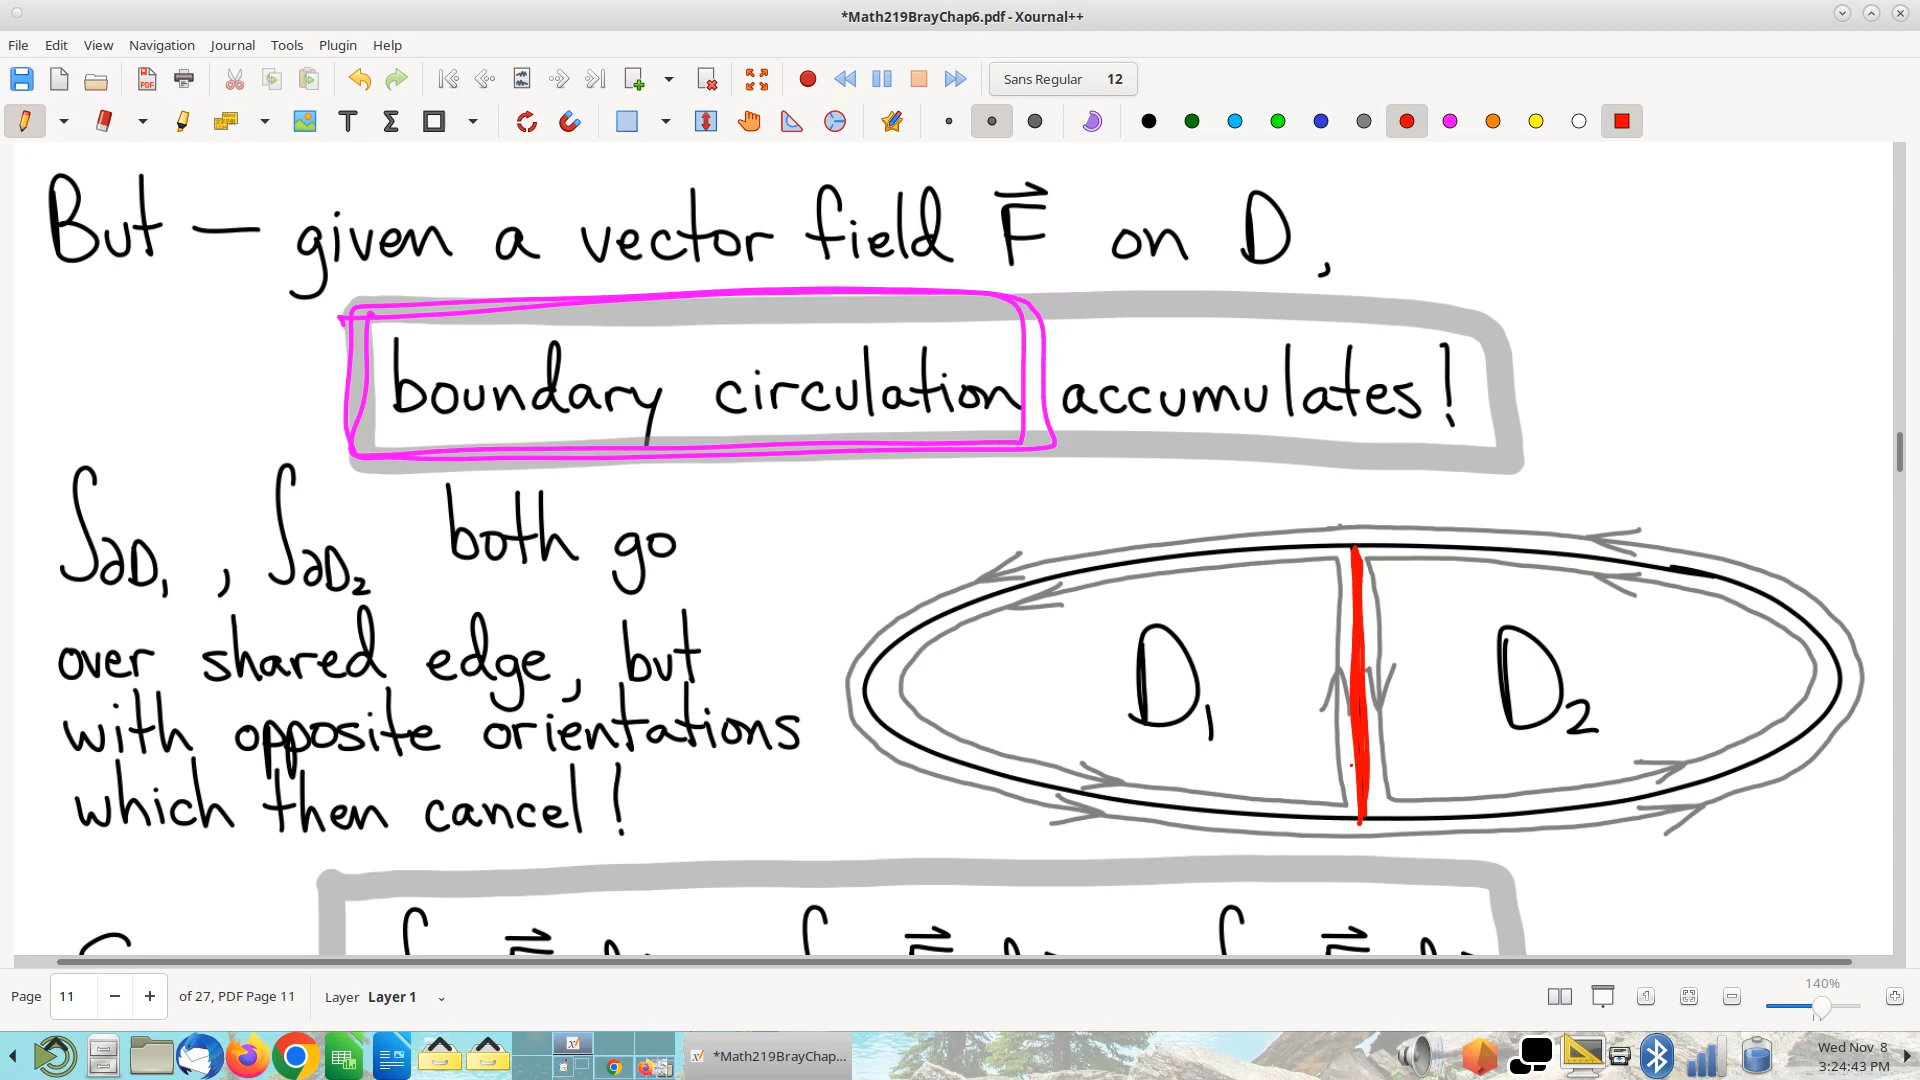 *Math219BrayChap6.pdf - Xournal++
File Edit View Navigation Journal Tools Plugin Help
Sans Regular 12
But — given a vector field F⃗ on D,
boundary circulation accumulates!
∫∂D₁ , ∫∂D₂ both go
over shared edge, but
with opposite orientations
which then cancel!
D₁ D₂
Page 11 of 27, PDF Page 11 Layer Layer 1
140%
*Math219BrayChap...
Wed Nov 8
3:24:43 PM